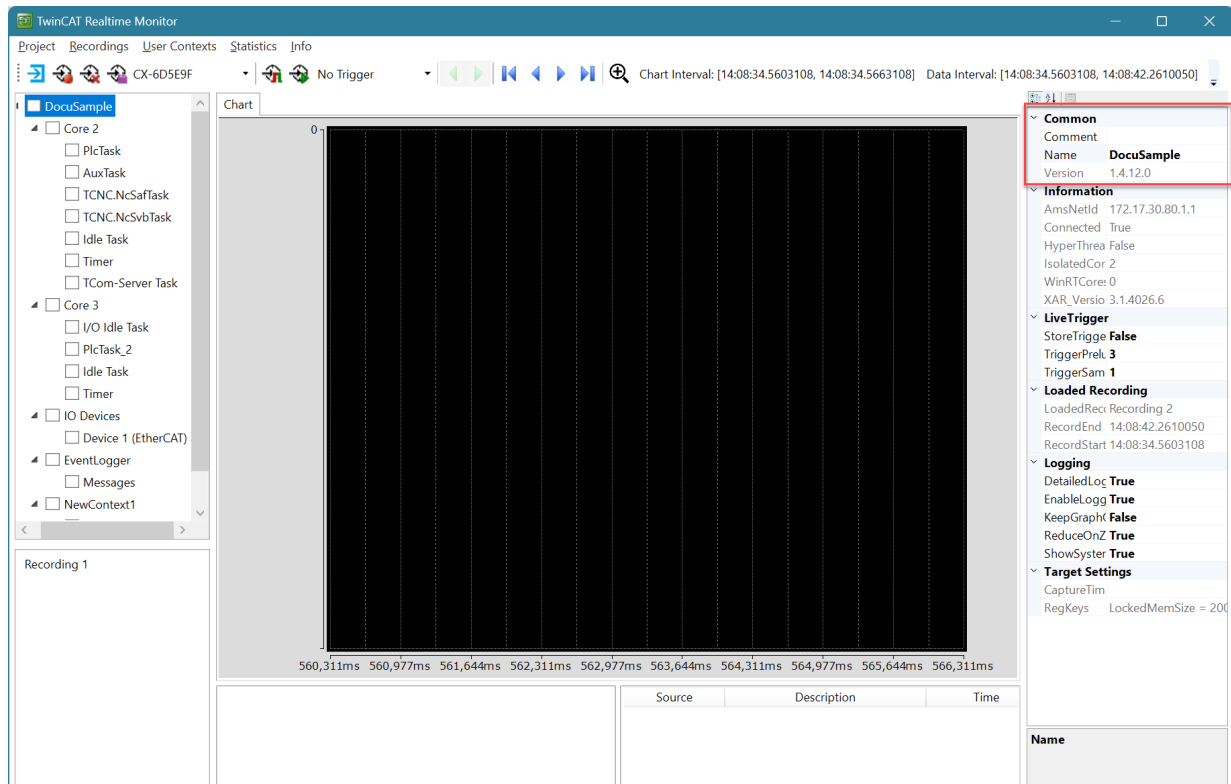 TwinCAT Realtime Monitor
Project Recordings User Contexts Statistics Info
CX-6D5E9F No Trigger Chart Interval: [14:08:34.5603108, 14:08:34.5663108] Data Interval: [14:08:34.5603108, 14:08:42.2610050]
DocuSample
Core 2
PlcTask
AuxTask
TCNC.NcSafTask
TCNC.NcSvbTask
Idle Task
Timer
TCom-Server Task
Core 3
I/O Idle Task
PlcTask_2
Idle Task
Timer
IO Devices
Device 1 (EtherCAT)
EventLogger
Messages
NewContext1
Recording 1
Chart
0
560,311ms 560,977ms 561,644ms 562,311ms 562,977ms 563,644ms 564,311ms 564,977ms 565,644ms 566,311ms
Source Description Time
Common
Comment
Name DocuSample
Version 1.4.12.0
Information
AmsNetId 172.17.30.80.1.1
Connected True
HyperThrea False
IsolatedCor 2
WinRTCores 0
XAR_Versio 3.1.4026.6
LiveTrigger
StoreTrigge False
TriggerPrelu 3
TriggerSam 1
Loaded Recording
LoadedReco Recording 2
RecordEnd 14:08:42.2610050
RecordStart 14:08:34.5603108
Logging
DetailedLog True
EnableLogg True
KeepGraph( False
ReduceOnZ True
ShowSyster True
Target Settings
CaptureTim
RegKeys LockedMemSize = 200
Name